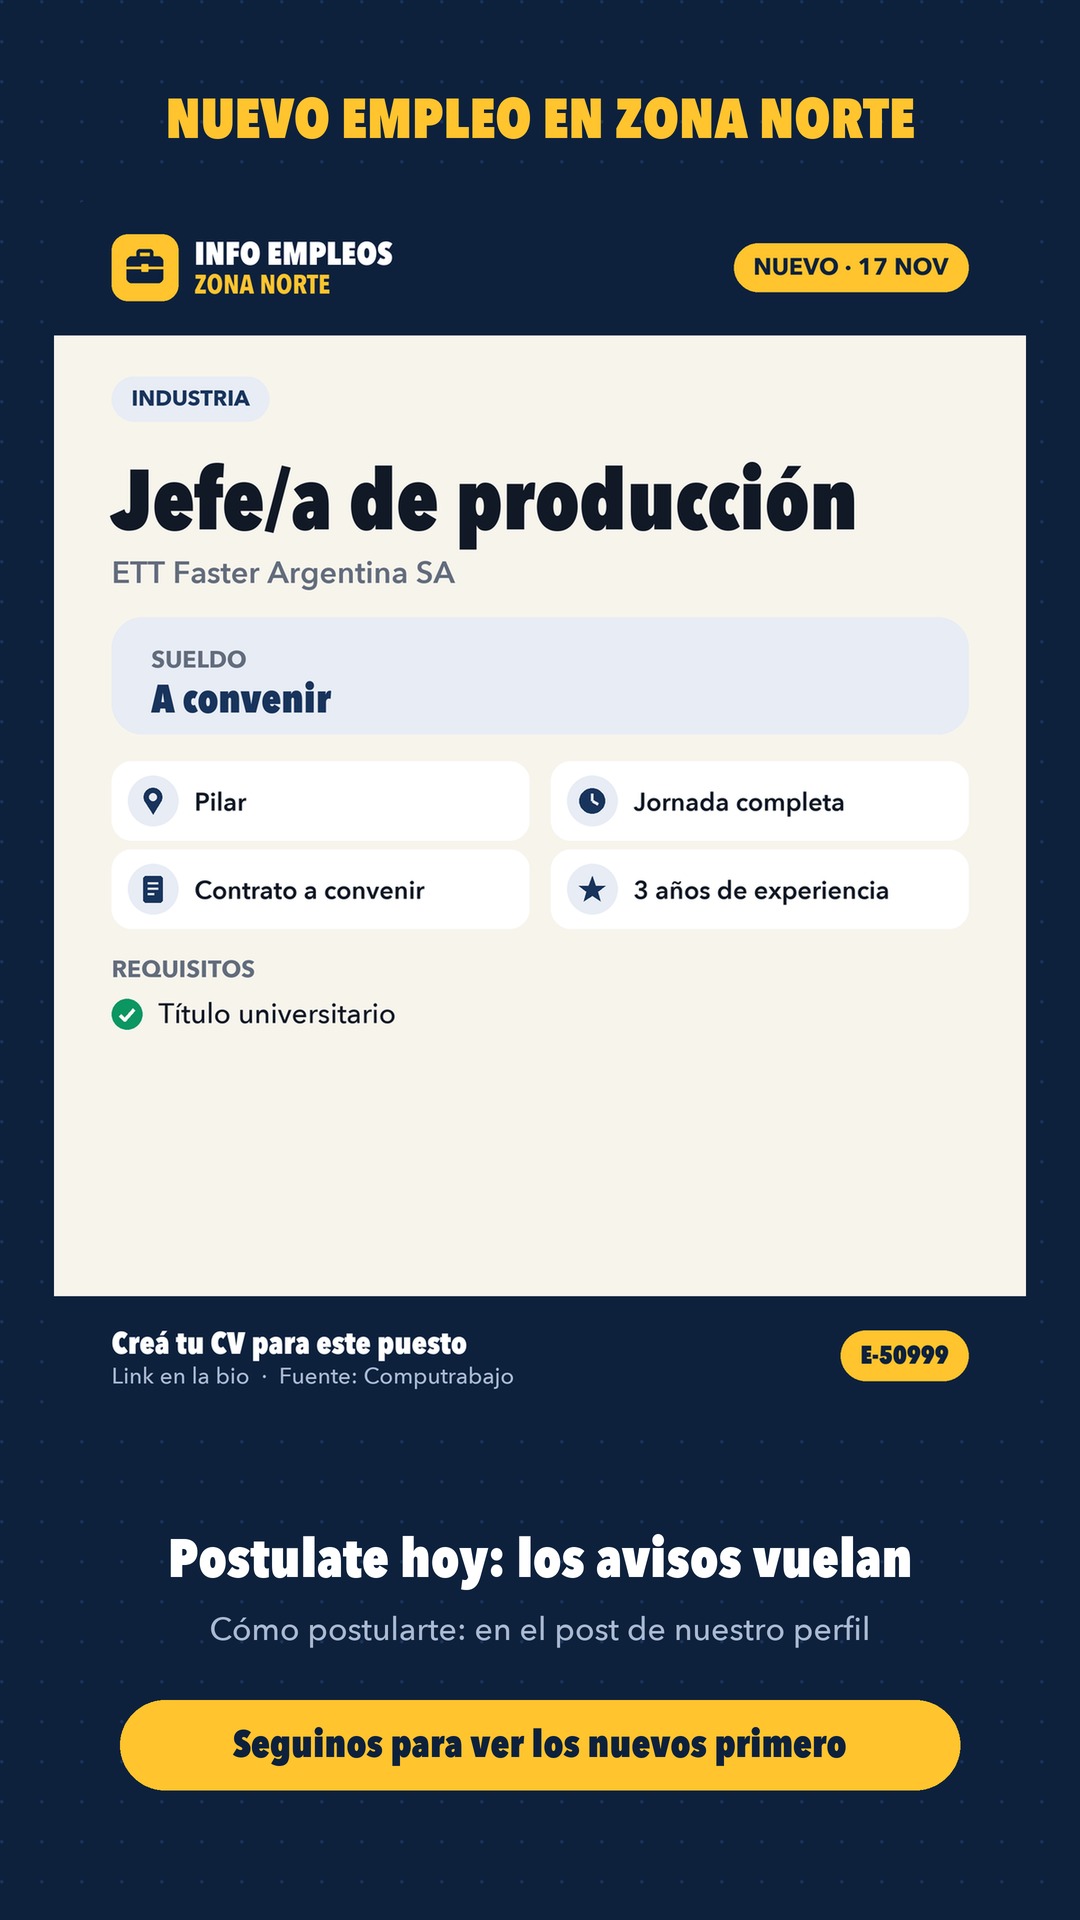 NUEVO EMPLEO EN ZONA NORTE
INFO EMPLEOS
ZONA NORTE
NUEVO · 17 NOV
INDUSTRIA
Jefe/a de producción
ETT Faster Argentina SA
SUELDO
A convenir
Pilar
Jornada completa
Contrato a convenir
3 años de experiencia
REQUISITOS
Título universitario
Creá tu CV para este puesto
Link en la bio · Fuente: Computrabajo
E-50999
Postulate hoy: los avisos vuelan
Cómo postularte: en el post de nuestro perfil
Seguinos para ver los nuevos primero